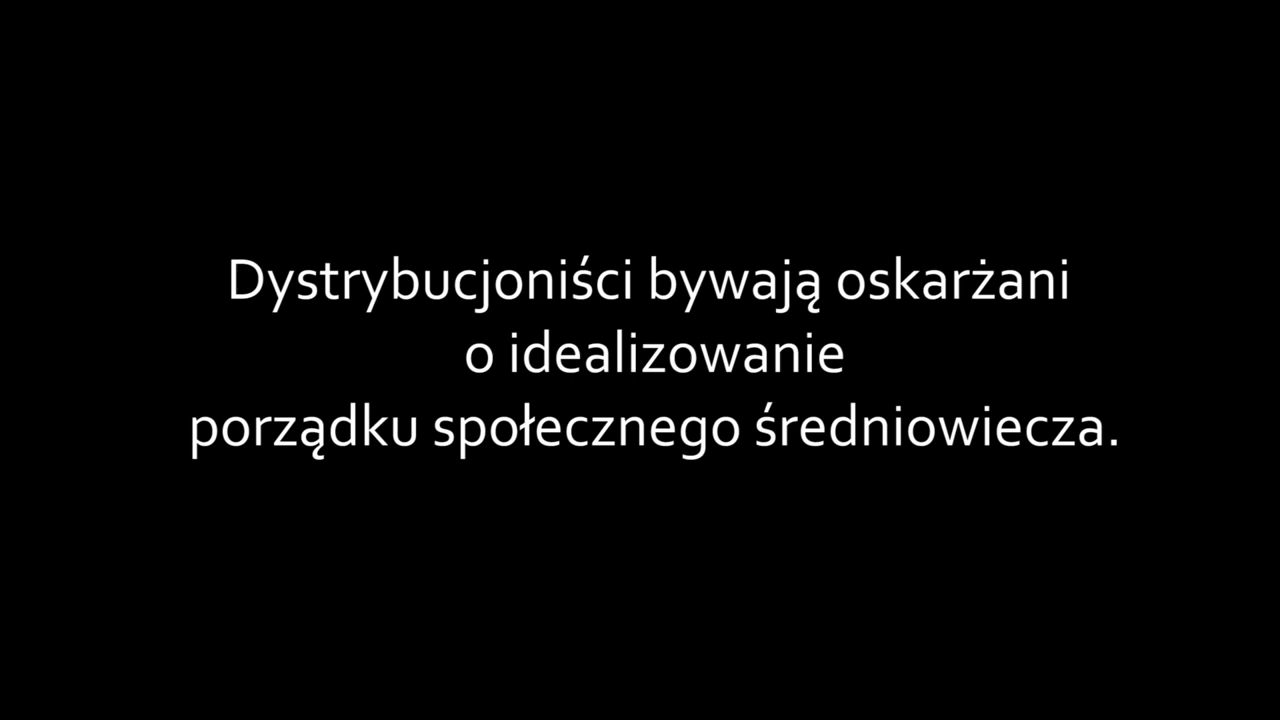 Dystrybucjoniści bywają oskarżani
o idealizowanie
porządku społecznego średniowiecza.